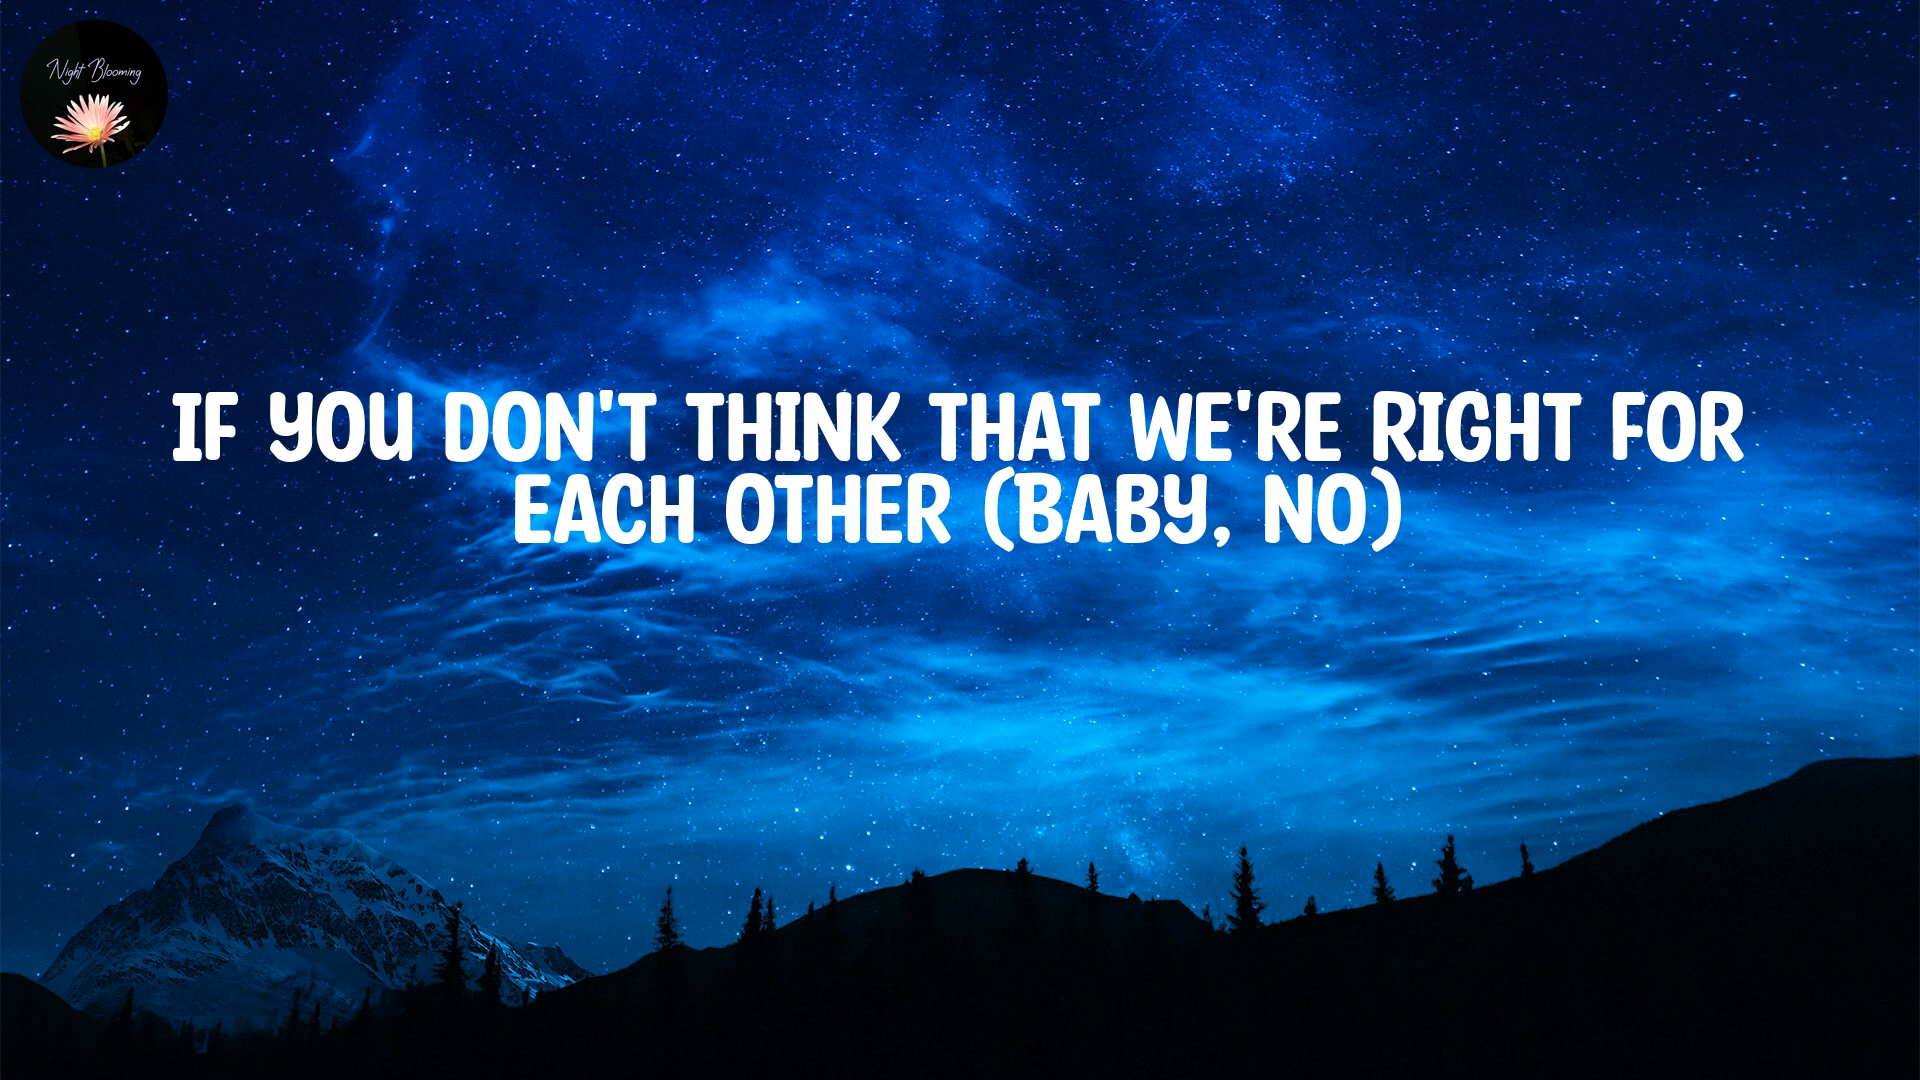 Night Blooming
IF YOU DON'T THINK THAT WE'RE RIGHT FOR
EACH OTHER (BABY, NO)